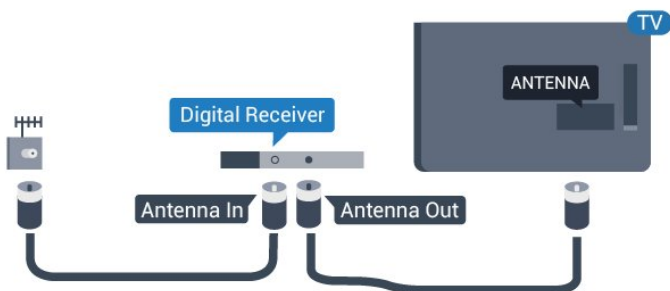 TV
ANTENNA
Digital Receiver
Antenna In
Antenna Out